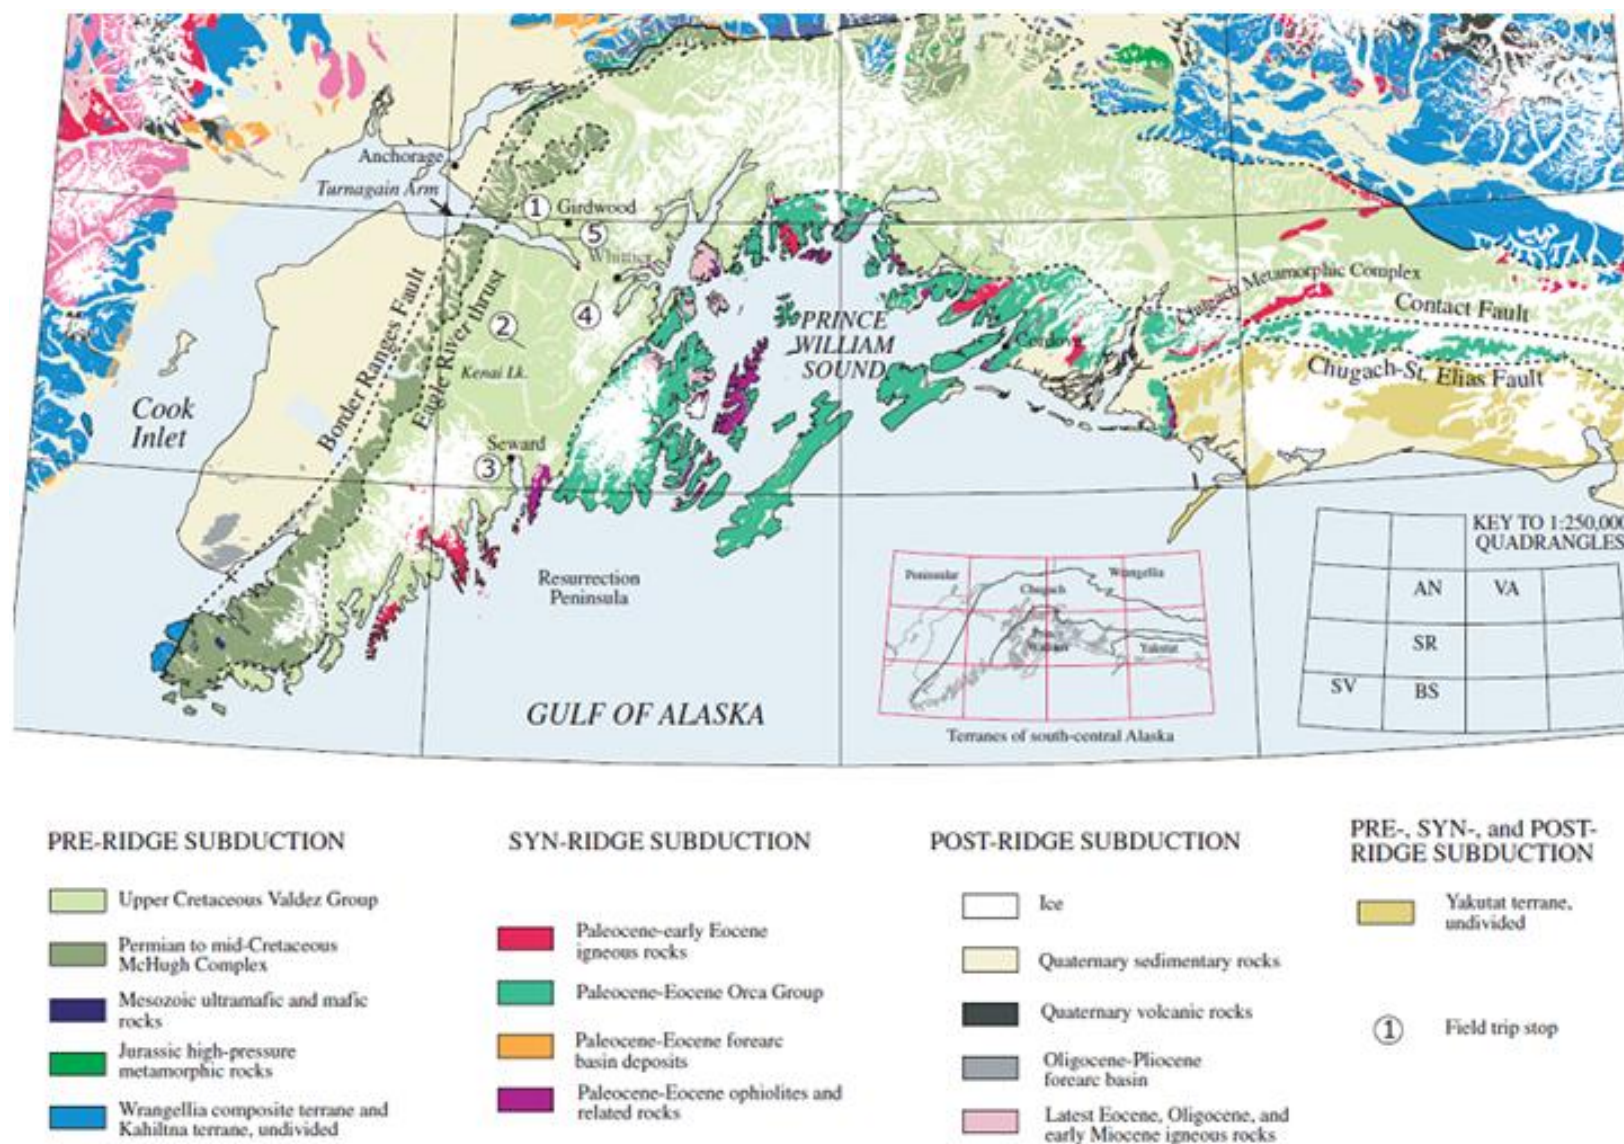 Anchorage
Turnagain Arm
① Girdwood
⑤
Whittier
④
②
Kenai Lk.
Border Ranges Fault
Eagle River thrust
Cook
Inlet
Seward
③
PRINCE
WILLIAM
SOUND
Cordova
Chugach Metamorphic Complex
Contact Fault
Chugach-St. Elias Fault
Resurrection
Peninsula
GULF OF ALASKA
Peninsular
Wrangellia
Chugach
Yakutat
Terranes of south-central Alaska
KEY TO 1:250,000
QUADRANGLES
AN VA
SR
SV BS
PRE-RIDGE SUBDUCTION
Upper Cretaceous Valdez Group
Permian to mid-Cretaceous
McHugh Complex
Mesozoic ultramafic and mafic
rocks
Jurassic high-pressure
metamorphic rocks
Wrangellia composite terrane and
Kahiltna terrane, undivided
SYN-RIDGE SUBDUCTION
Paleocene-early Eocene
igneous rocks
Paleocene-Eocene Orca Group
Paleocene-Eocene forearc
basin deposits
Paleocene-Eocene ophiolites and
related rocks
POST-RIDGE SUBDUCTION
Ice
Quaternary sedimentary rocks
Quaternary volcanic rocks
Oligocene-Pliocene
forearc basin
Latest Eocene, Oligocene, and
early Miocene igneous rocks
PRE-, SYN-, and POST-
RIDGE SUBDUCTION
Yakutat terrane,
undivided
① Field trip stop